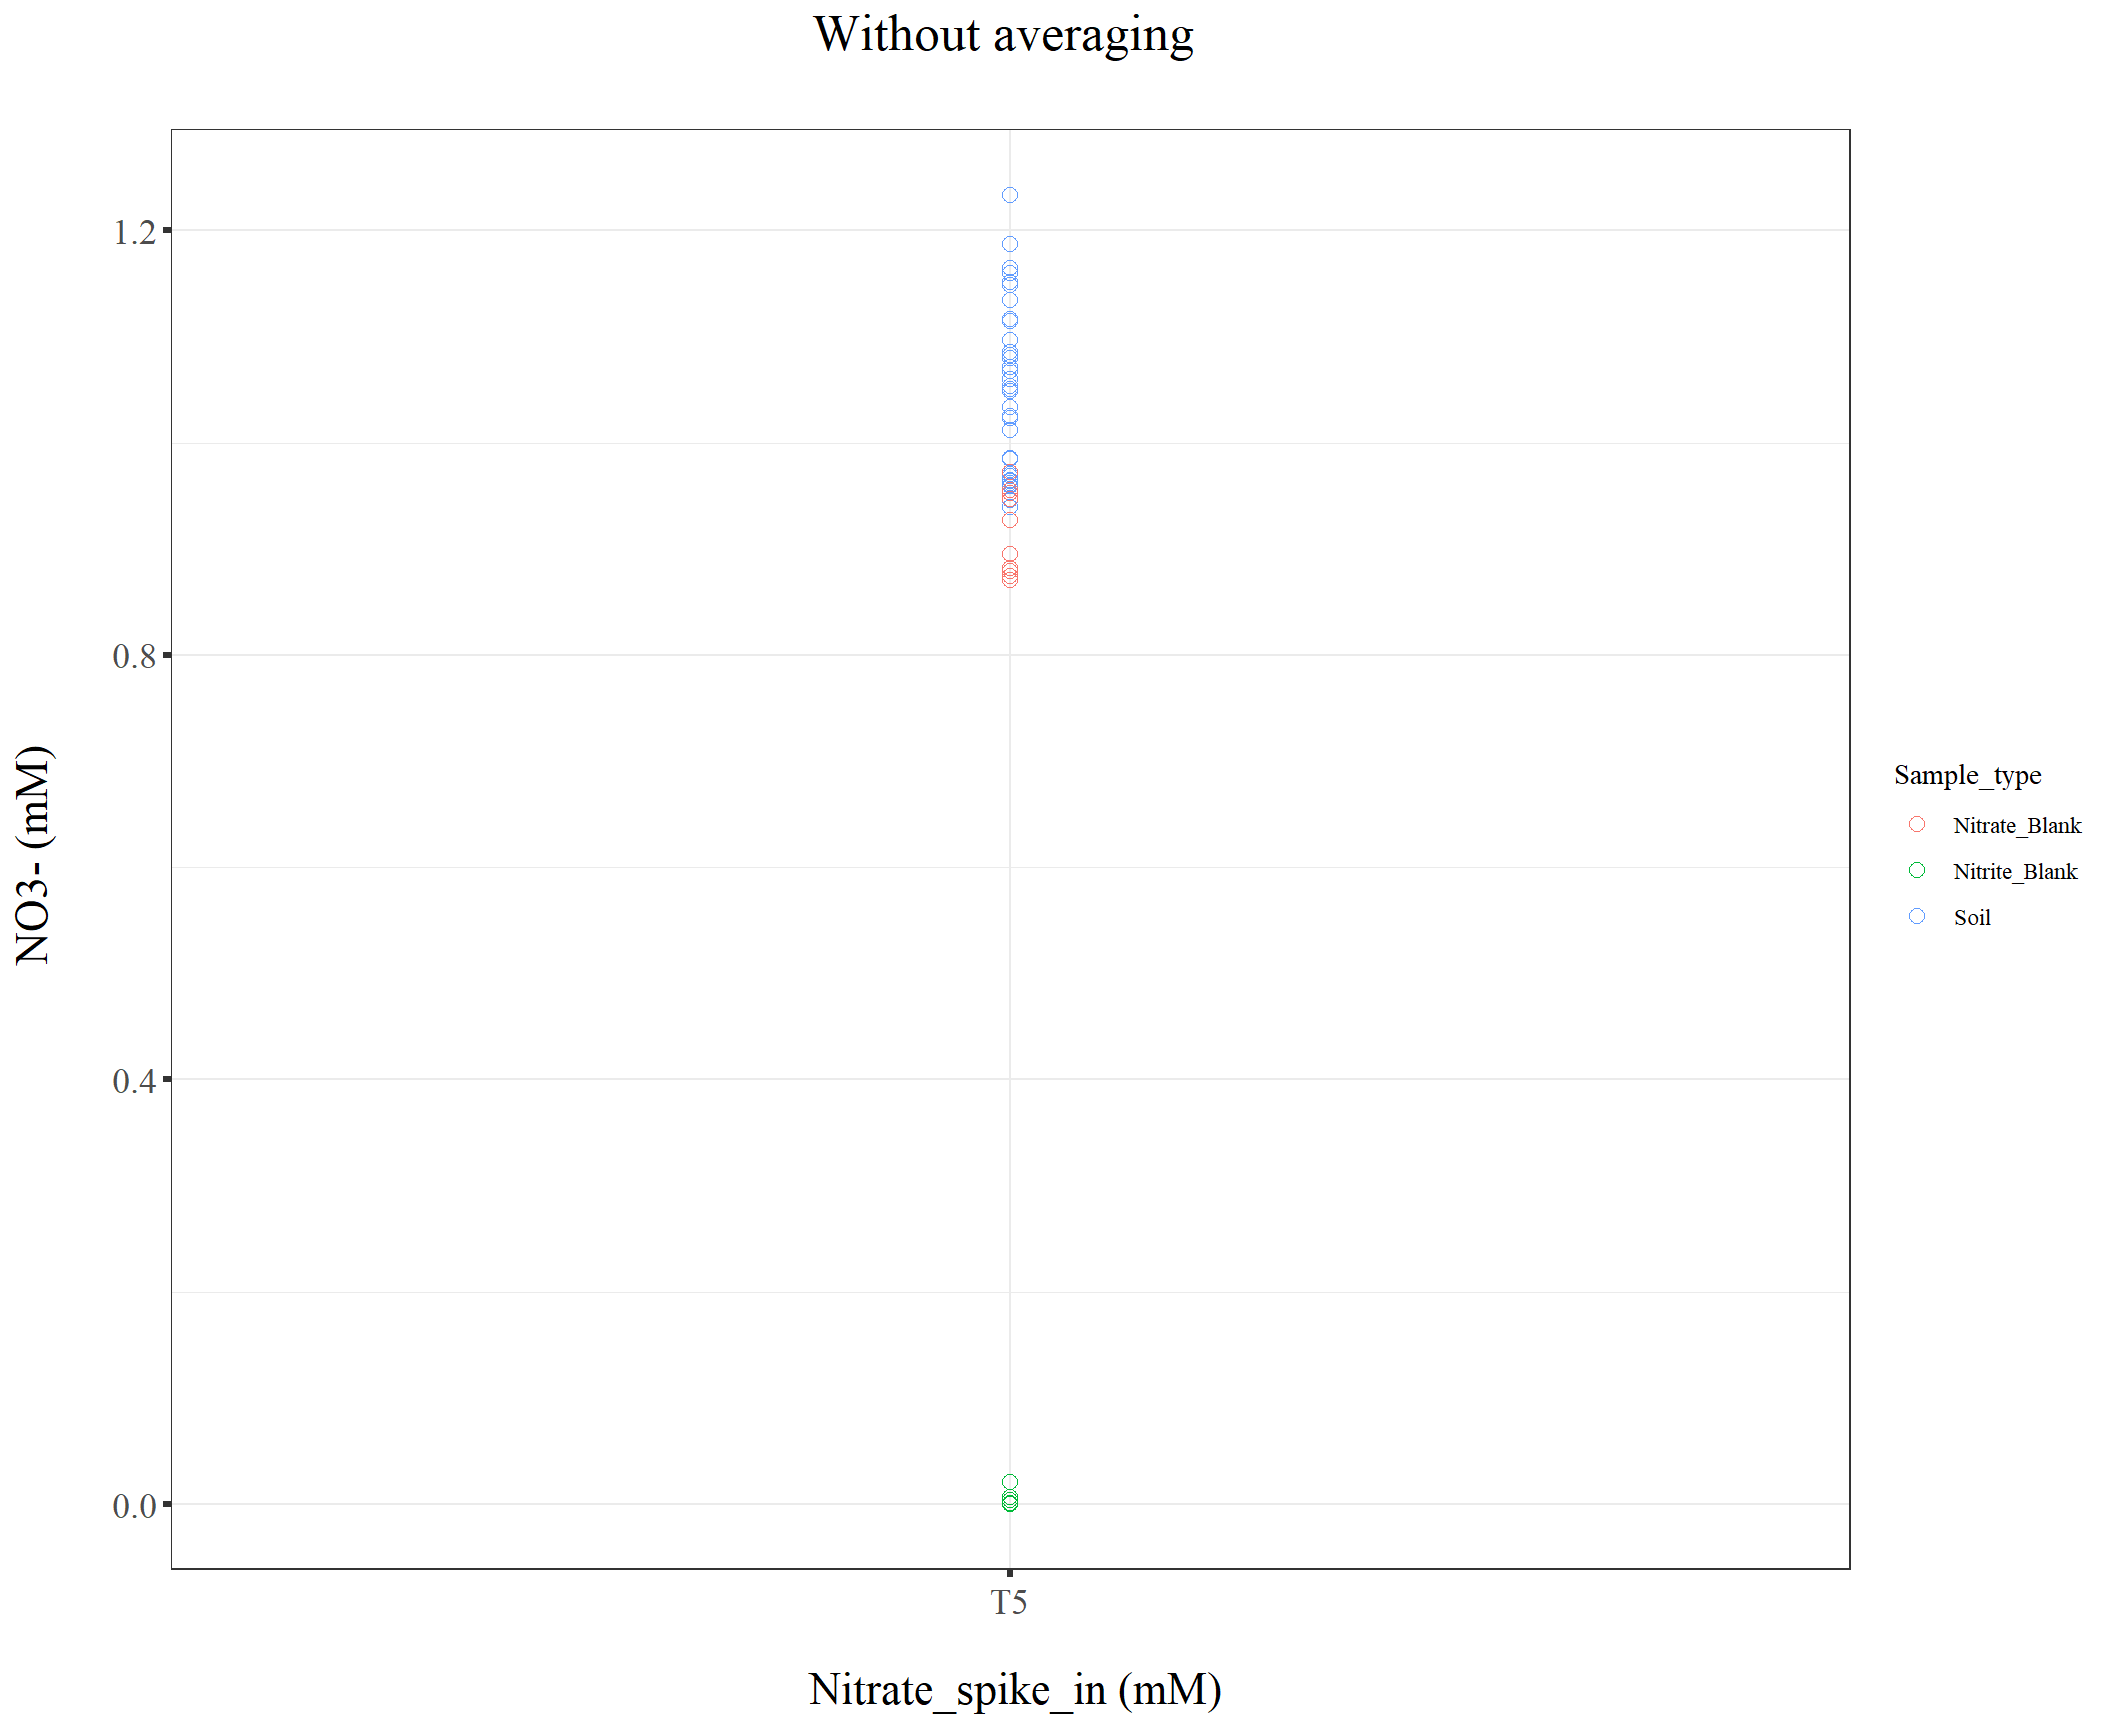 Without averaging
1.2
0.8
0.4
0.0
NO3- (mM)
T5
Nitrate_spike_in (mM)
Sample_type
Nitrate_Blank
Nitrite_Blank
Soil